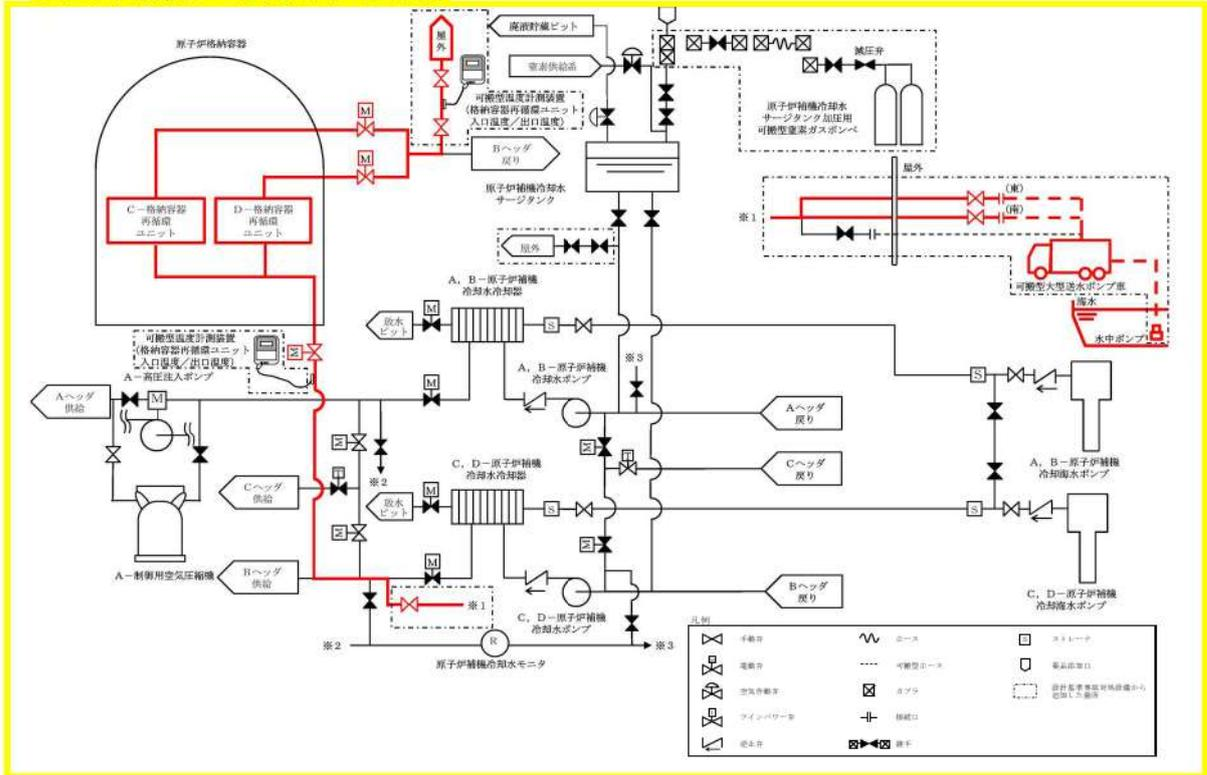 原子炉格納容器
屋
外
廃液貯蔵ピット
窒素供給系
減圧弁
原子炉補機冷却水
サージタンク加圧用
可搬型窒素ガスボンベ
可搬型温度計測装置
(格納容器再循環ユニット
入口温度/出口温度)
M
M
Bヘッダ
戻り
原子炉補機冷却水
サージタンク
屋外
C-格納容器
再循環
ユニット
D-格納容器
再循環
ユニット
※1
(東)
(南)
可搬型大型送水ポンプ車
海水
水中ポンプ
屋外
A,B-原子炉補機
冷却水冷却器
放水
ピット
M
S
可搬型温度計測装置
(格納容器再循環ユニット
入口温度/出口温度)
M
A-高圧注入ポンプ
Aヘッダ
供給
M
M
A,B-原子炉補機
冷却水ポンプ
※3
Aヘッダ
戻り
S
A,B-原子炉補機
冷却海水ポンプ
M
※2
M
T
Cヘッダ
戻り
Cヘッダ
供給
T
C,D-原子炉補機
冷却水冷却器
放水
ピット
M
S
S
M
M
A-制御用空気圧縮機
Bヘッダ
供給
M
※1
C,D-原子炉補機
冷却水ポンプ
Bヘッダ
戻り
C,D-原子炉補機
冷却海水ポンプ
※2
R
※3
原子炉補機冷却水モニタ
凡例
手動弁
ホース
S
ストレーナ
電動弁
可搬型ホース
薬品添加口
空気作動弁
カプラ
設計基準事故対処設備から
追加した箇所
ツインパワー弁
接続口
逆止弁
継手